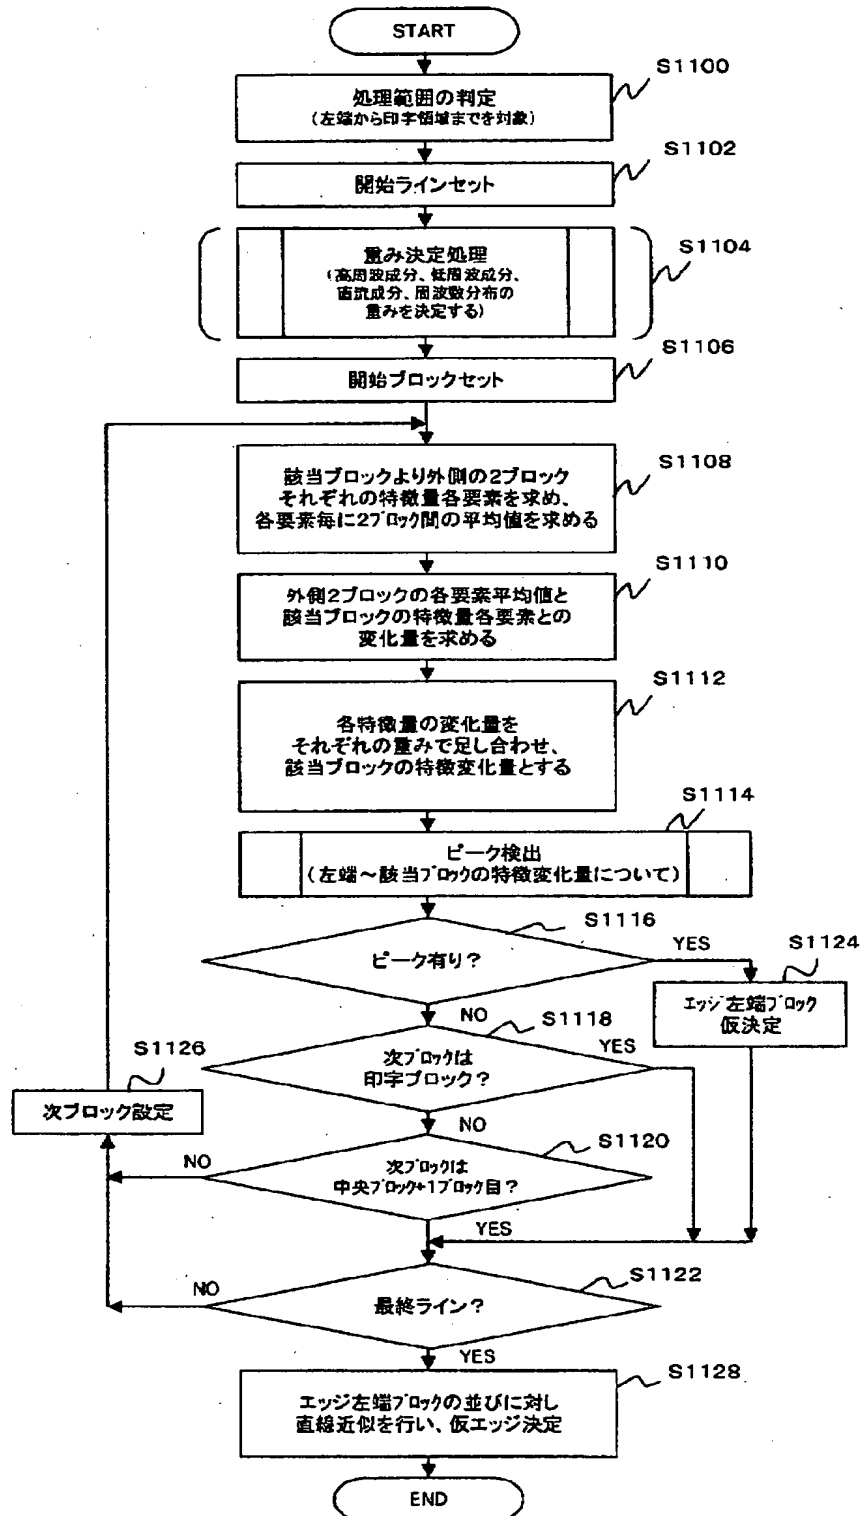 START
S1100
処理範囲の判定
(左端から印字領域までを対象)
S1102
開始ラインセット
S1104
重み決定処理
(高周波成分、低周波成分、
直流成分、周波数分布の
重みを決定する)
S1106
開始ブロックセット
S1108
該当ブロックより外側の2ブロック
それぞれの特徴量各要素を求め、
各要素毎に2ブロック間の平均値を求める
S1110
外側2ブロックの各要素平均値と
該当ブロックの特徴量各要素との
変化量を求める
S1112
各特徴量の変化量を
それぞれの重みで足し合わせ、
該当ブロックの特徴変化量とする
S1114
ピーク検出
(左端～該当ブロックの特徴変化量について)
S1116
ピーク有り?
YES
S1124
エッジ左端ブロック
仮決定
NO
S1118
次ブロックは
印字ブロック?
YES
S1126
次ブロック設定
NO
S1120
次ブロックは
中央ブロック+1ブロック目?
NO
YES
S1122
最終ライン?
NO
YES
S1128
エッジ左端ブロックの並びに対し
直線近似を行い、仮エッジ決定
END